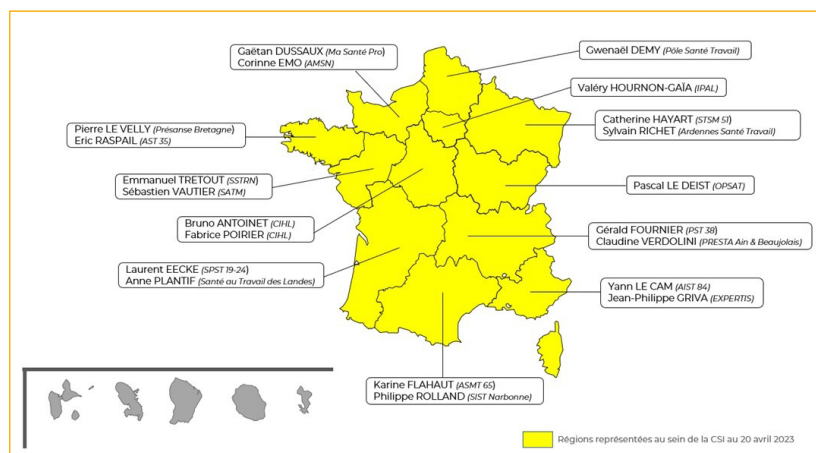 Gaëtan DUSSAUX (Ma Santé Pro)
Corinne EMO (AMSN)
Gwenaël DEMY (Pôle Santé Travail)
Valéry HOURNON-GAÏA (IPAL)
Catherine HAYART (STSM 51)
Sylvain RICHET (Ardennes Santé Travail)
Pierre LE VELLY (Présanse Bretagne)
Eric RASPAIL (AST 35)
Emmanuel TRETOUT (SSTRN)
Sébastien VAUTIER (SATM)
Pascal LE DEIST (OPSAT)
Bruno ANTOINET (CIHL)
Fabrice POIRIER (CIHL)
Gérald FOURNIER (PST 38)
Claudine VERDOLINI (PRESTA Ain & Beaujolais)
Laurent EECKE (SPST 19-24)
Anne PLANTIF (Santé au Travail des Landes)
Yann LE CAM (AIST 84)
Jean-Philippe GRIVA (EXPERTIS)
Karine FLAHAUT (ASMT 65)
Philippe ROLLAND (SIST Narbonne)
Régions représentées au sein de la CSI au 20 avril 2023